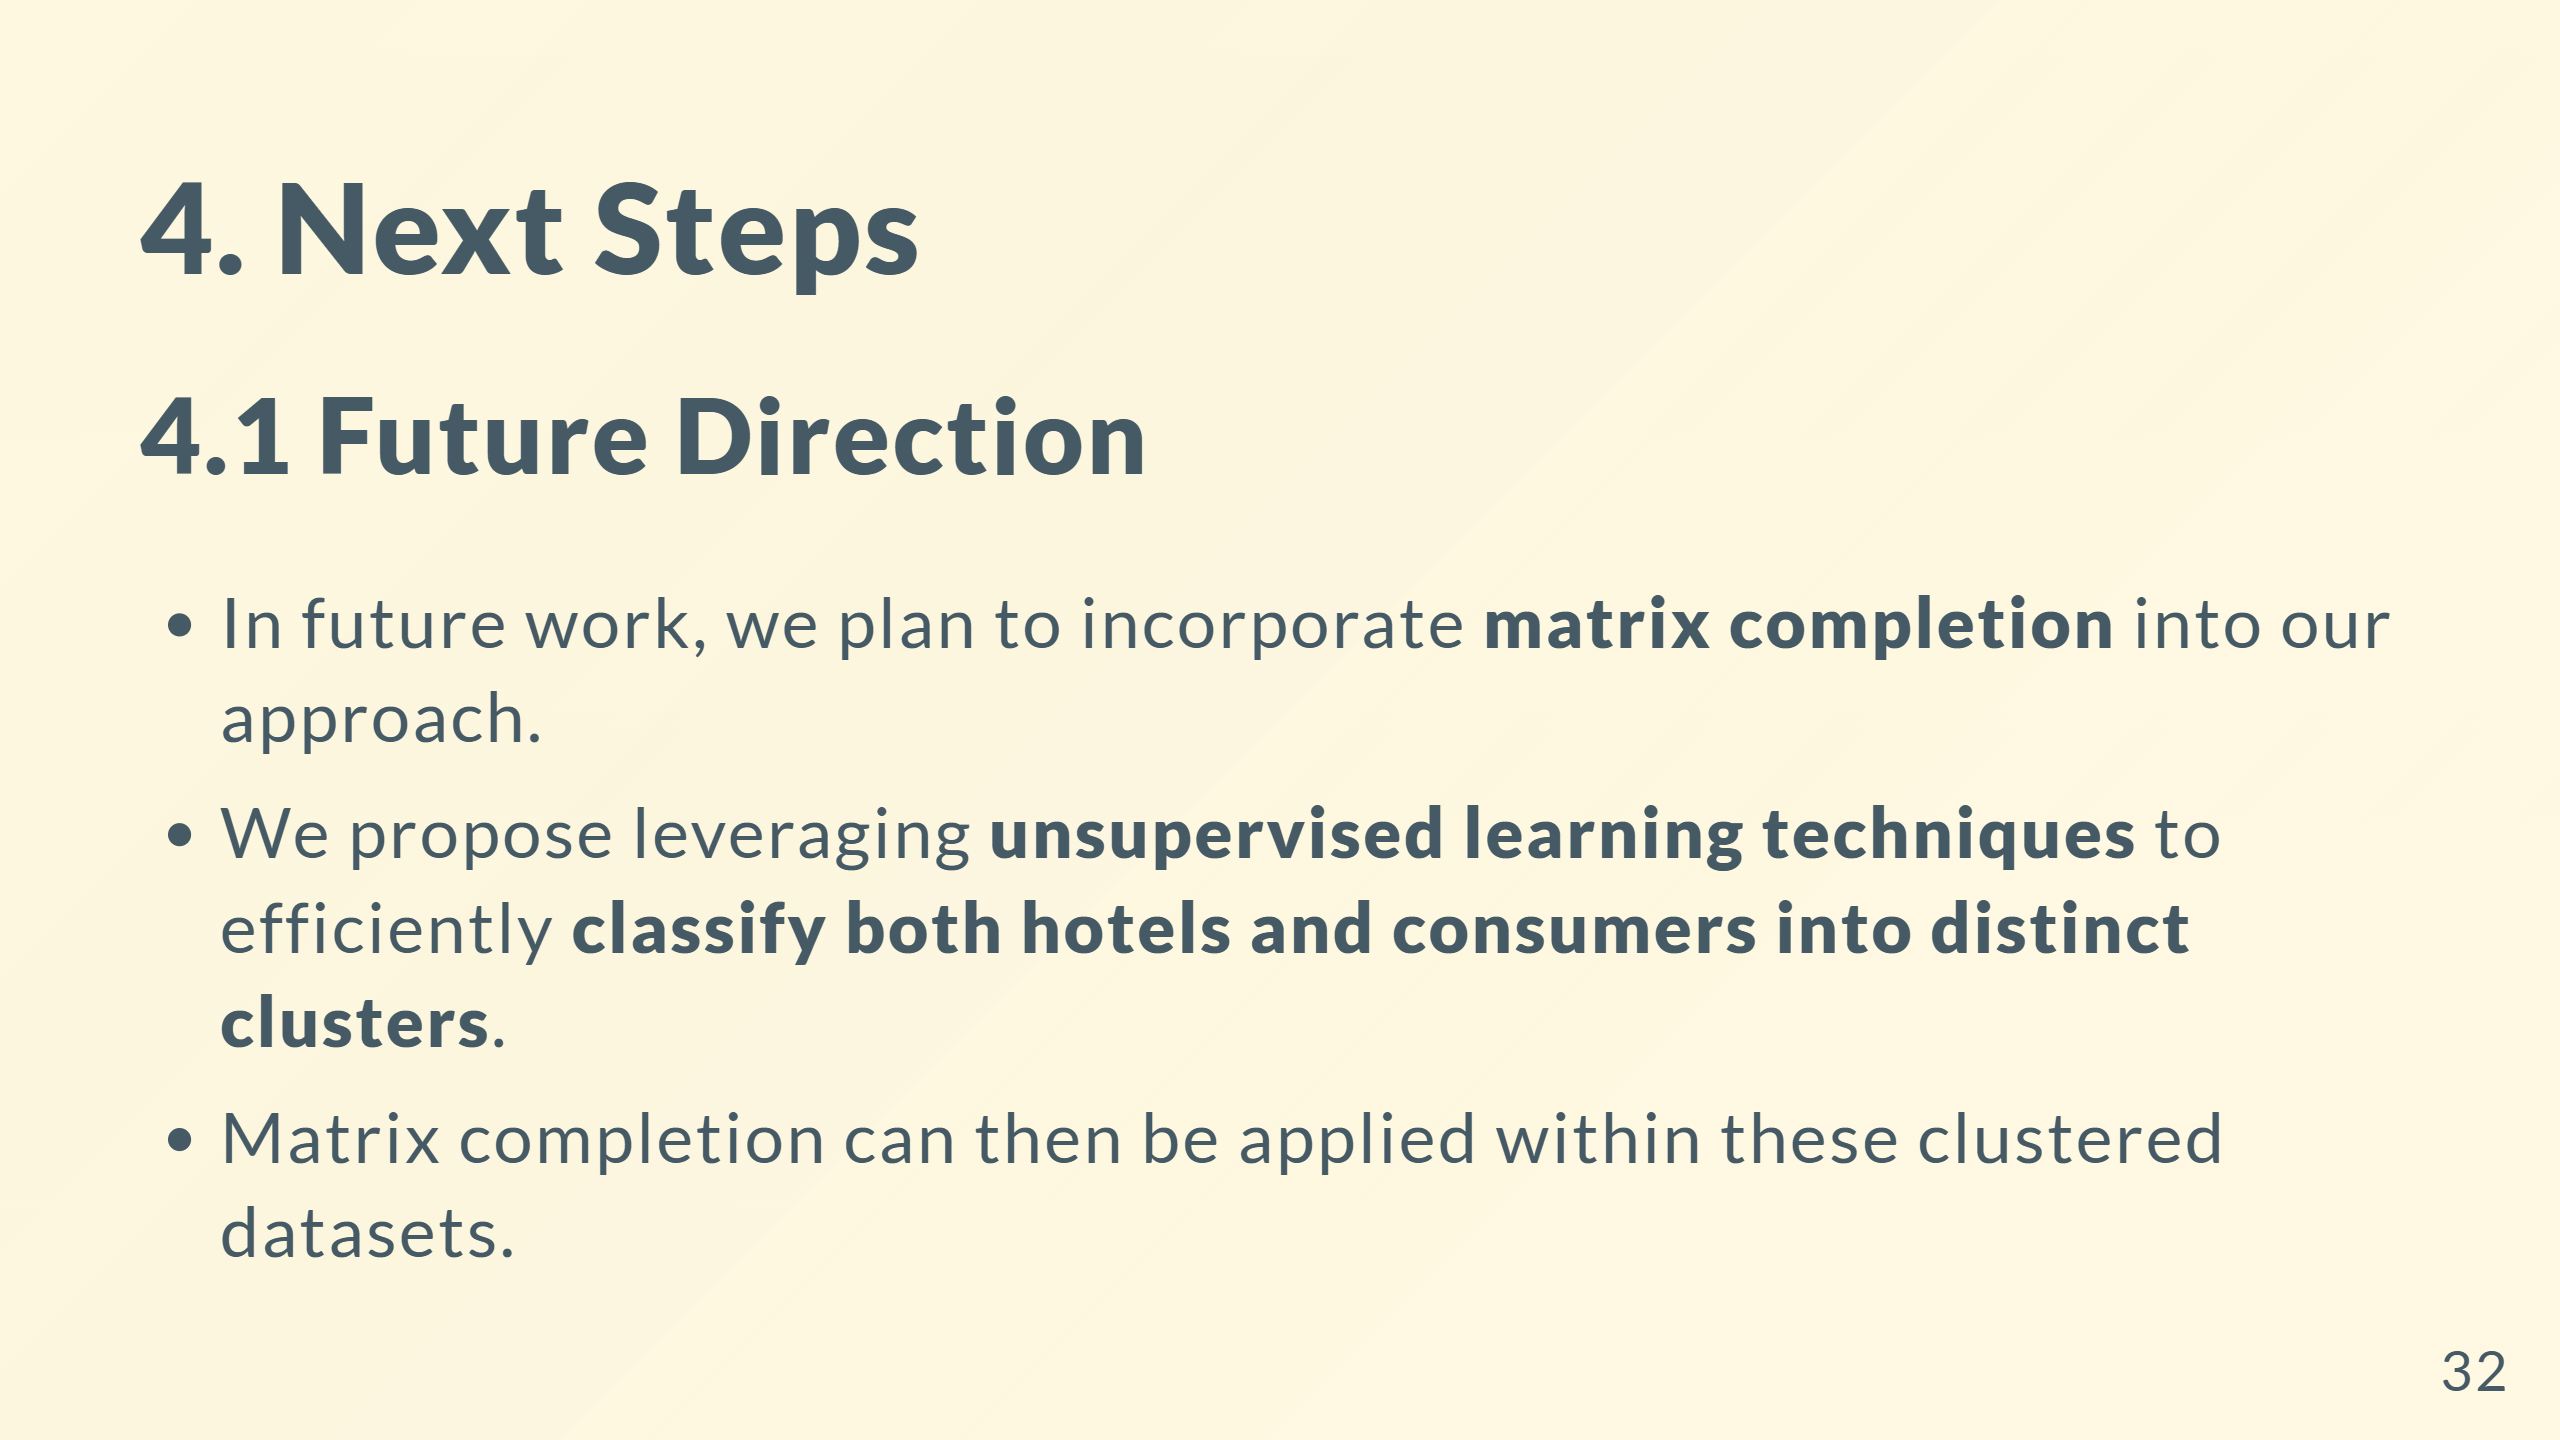 4. Next Steps
4.1 Future Direction
• In future work, we plan to incorporate matrix completion into our
approach.
• We propose leveraging unsupervised learning techniques to
efficiently classify both hotels and consumers into distinct
clusters.
• Matrix completion can then be applied within these clustered
datasets.
32